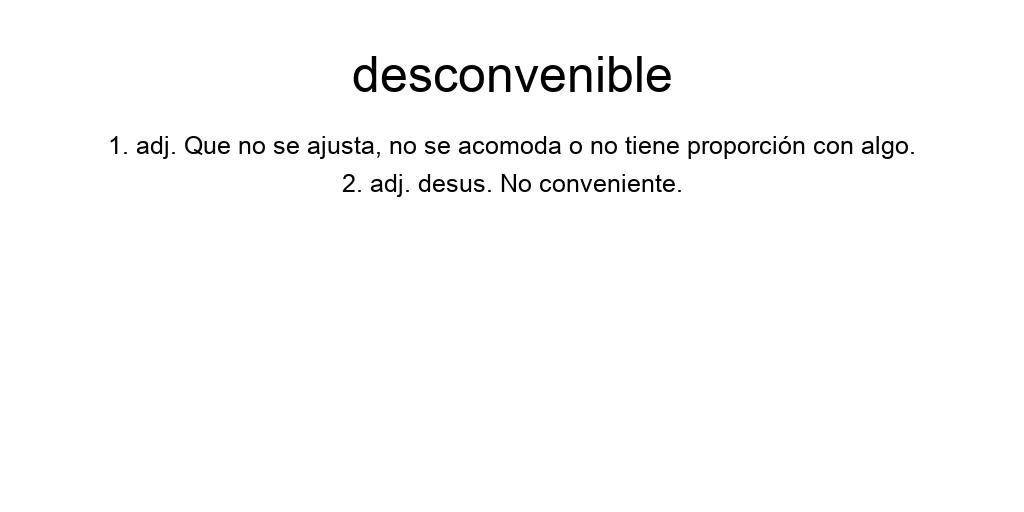 desconvenible
1. adj. Que no se ajusta, no se acomoda o no tiene proporción con algo.
2. adj. desus. No conveniente.